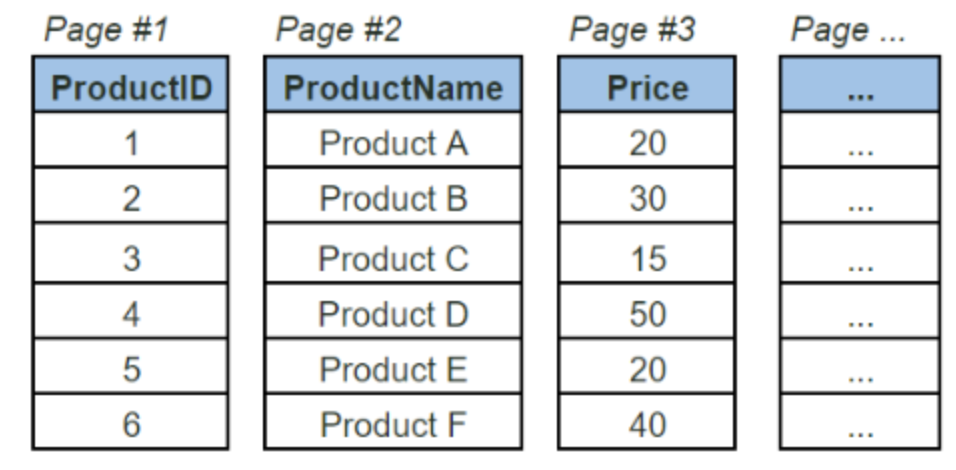 Page #1 Page #2 Page #3 Page ...
ProductID ProductName Price ...
1 Product A 20 ...
2 Product B 30 ...
3 Product C 15 ...
4 Product D 50 ...
5 Product E 20 ...
6 Product F 40 ...